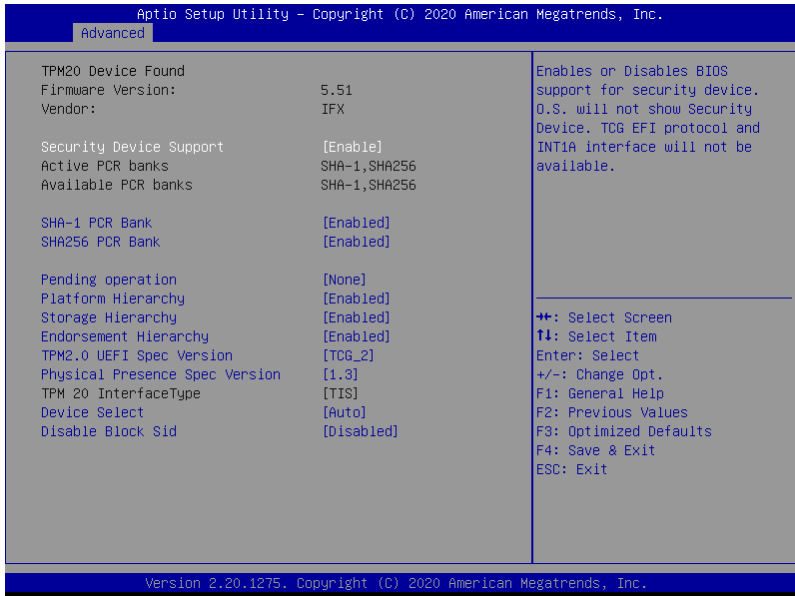 Aptio Setup Utility – Copyright (C) 2020 American Megatrends, Inc.
Advanced
TPM20 Device Found
Firmware Version: 5.51
Vendor: IFX
Security Device Support [Enable]
Active PCR banks SHA-1,SHA256
Available PCR banks SHA-1,SHA256
SHA-1 PCR Bank [Enabled]
SHA256 PCR Bank [Enabled]
Pending operation [None]
Platform Hierarchy [Enabled]
Storage Hierarchy [Enabled]
Endorsement Hierarchy [Enabled]
TPM2.0 UEFI Spec Version [TCG_2]
Physical Presence Spec Version [1.3]
TPM 20 InterfaceType [TIS]
Device Select [Auto]
Disable Block Sid [Disabled]
Enables or Disables BIOS
support for security device.
O.S. will not show Security
Device. TCG EFI protocol and
INT1A interface will not be
available.
→←: Select Screen
↑↓: Select Item
Enter: Select
+/-: Change Opt.
F1: General Help
F2: Previous Values
F3: Optimized Defaults
F4: Save & Exit
ESC: Exit
Version 2.20.1275. Copyright (C) 2020 American Megatrends, Inc.